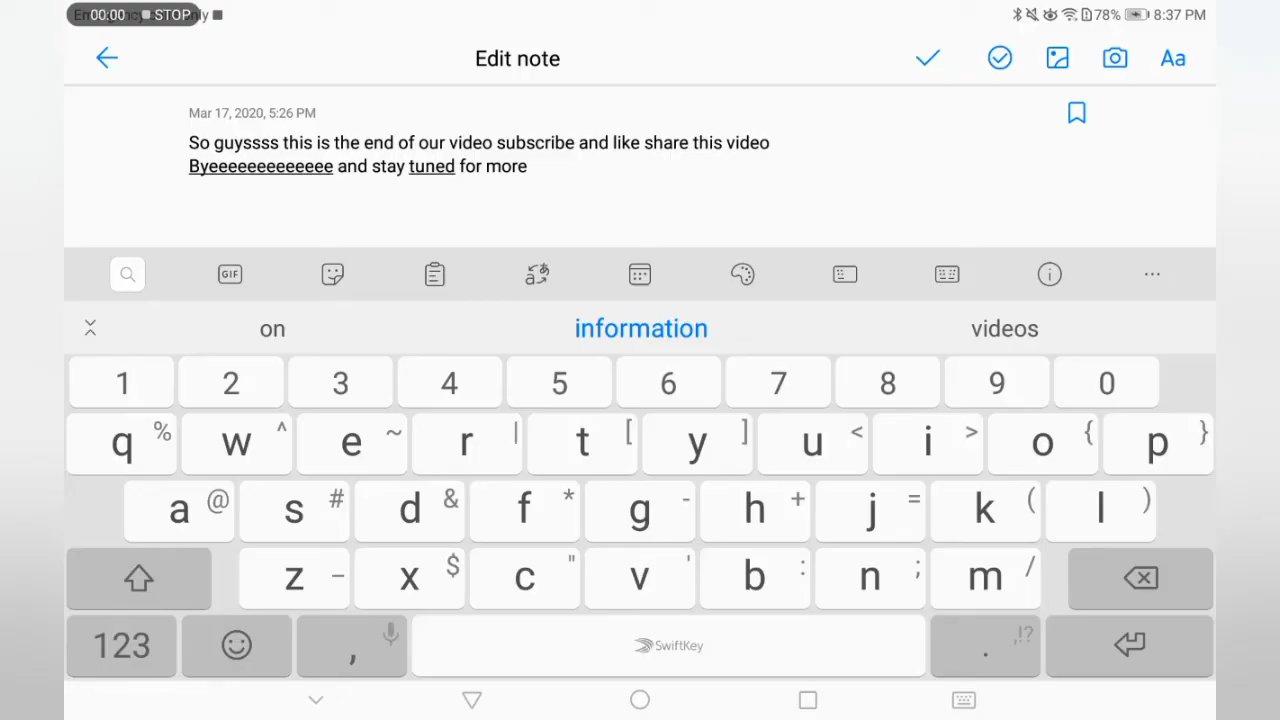 00:00 STOP
78% 8:37 PM
Edit note
Aa
Mar 17, 2020, 5:26 PM
So guyssss this is the end of our video subscribe and like share this video
Byeeeeeeeeeeeee and stay tuned for more
GIF
on information videos
1 2 3 4 5 6 7 8 9 0
q % w ^ e ~ r | t [ y ] u < i > o { p }
a @ s # d & f * g - h + j = k ( l )
z _ x $ c " v ' b : n ; m /
123 , SwiftKey . ,!?